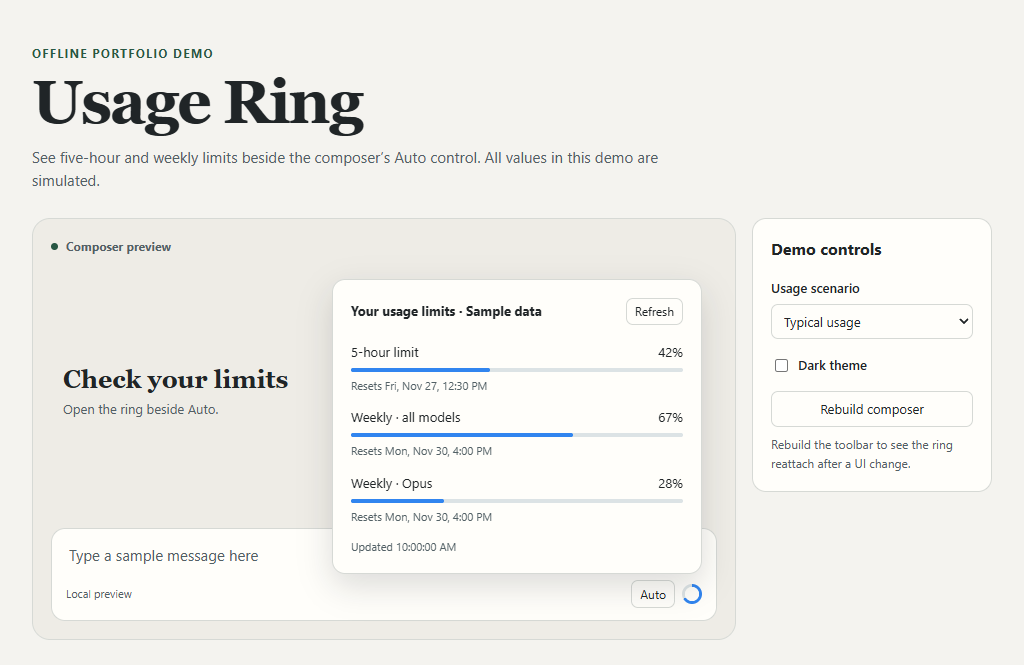 OFFLINE PORTFOLIO DEMO
Usage Ring
See five-hour and weekly limits beside the composer’s Auto control. All values in this demo are
simulated.
Composer preview
Check your limits
Open the ring beside Auto.
Your usage limits · Sample data
Refresh
5-hour limit
42%
Resets Fri, Nov 27, 12:30 PM
Weekly · all models
67%
Resets Mon, Nov 30, 4:00 PM
Weekly · Opus
28%
Resets Mon, Nov 30, 4:00 PM
Updated 10:00:00 AM
Type a sample message here
Local preview
Auto
Demo controls
Usage scenario
Typical usage
Dark theme
Rebuild composer
Rebuild the toolbar to see the ring
reattach after a UI change.